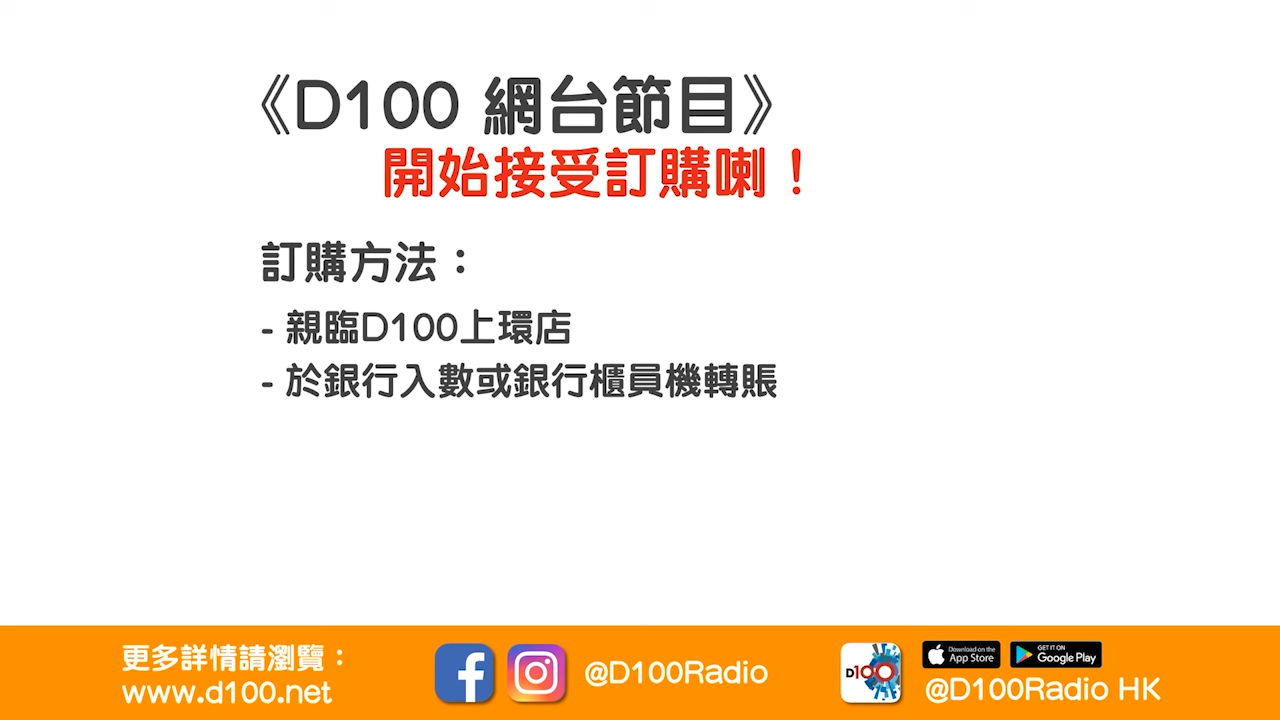 《D100 網台節目》
開始接受訂購喇！
訂購方法：
- 親臨D100上環店
- 於銀行入數或銀行櫃員機轉賬
更多詳情請瀏覽：
www.d100.net
@D100Radio
D100
Download on the
App Store
GET IT ON
Google Play
@D100Radio HK